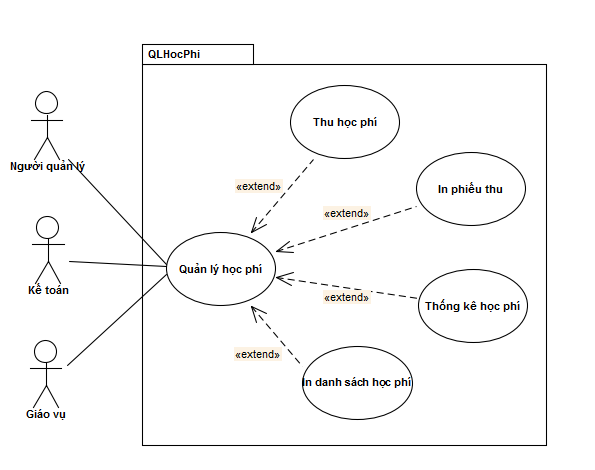 QLHocPhi
Thu học phí
«extend»
In phiếu thu
«extend»
Người quản lý
Quản lý học phí
Kế toán
«extend»
Thống kê học phí
«extend»
In danh sách học phí
Giáo vụ